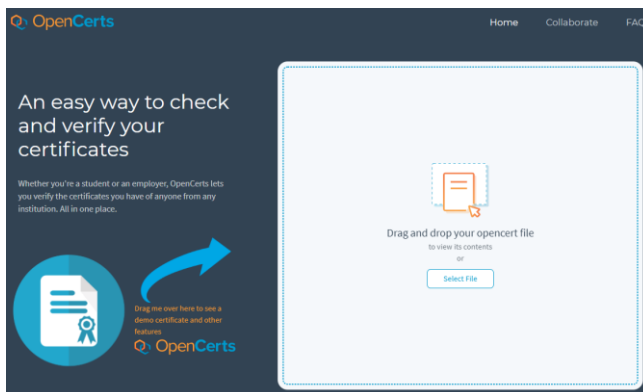 OpenCerts
Home Collaborate FAQ
An easy way to check
and verify your
certificates
Whether you're a student or an employer, OpenCerts lets
you verify the certificates you have of anyone from any
institution. All in one place.
Drag me over here to see a
demo certificate and other
features
OpenCerts
Drag and drop your opencert file
to view its contents
or
Select File